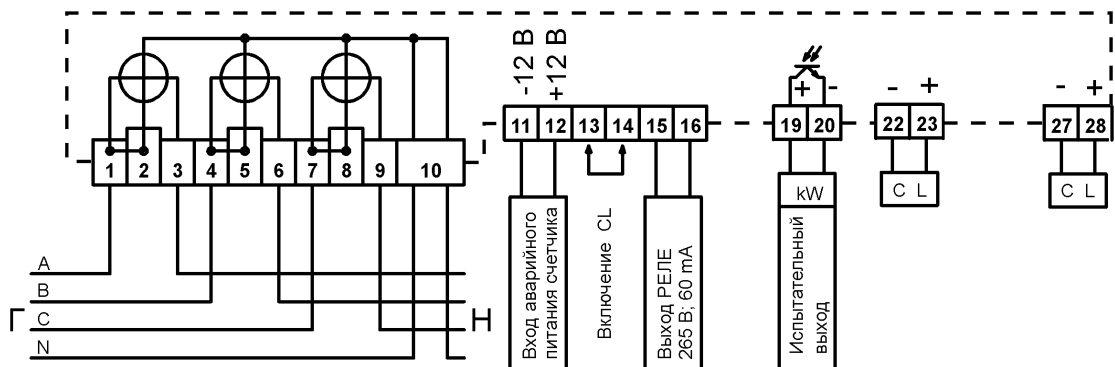 -12 В
+12 В
+ -
- +
- +
1 2 3 4 5 6 7 8 9 10
11 12 13 14 15 16
19 20
22 23
27 28
A
B
C
N
Г
Н
Вход аварийного
питания счетчика
Включение CL
Выход РЕЛЕ
265 В; 60 mA
kW
Испытательный
выход
C L
C L